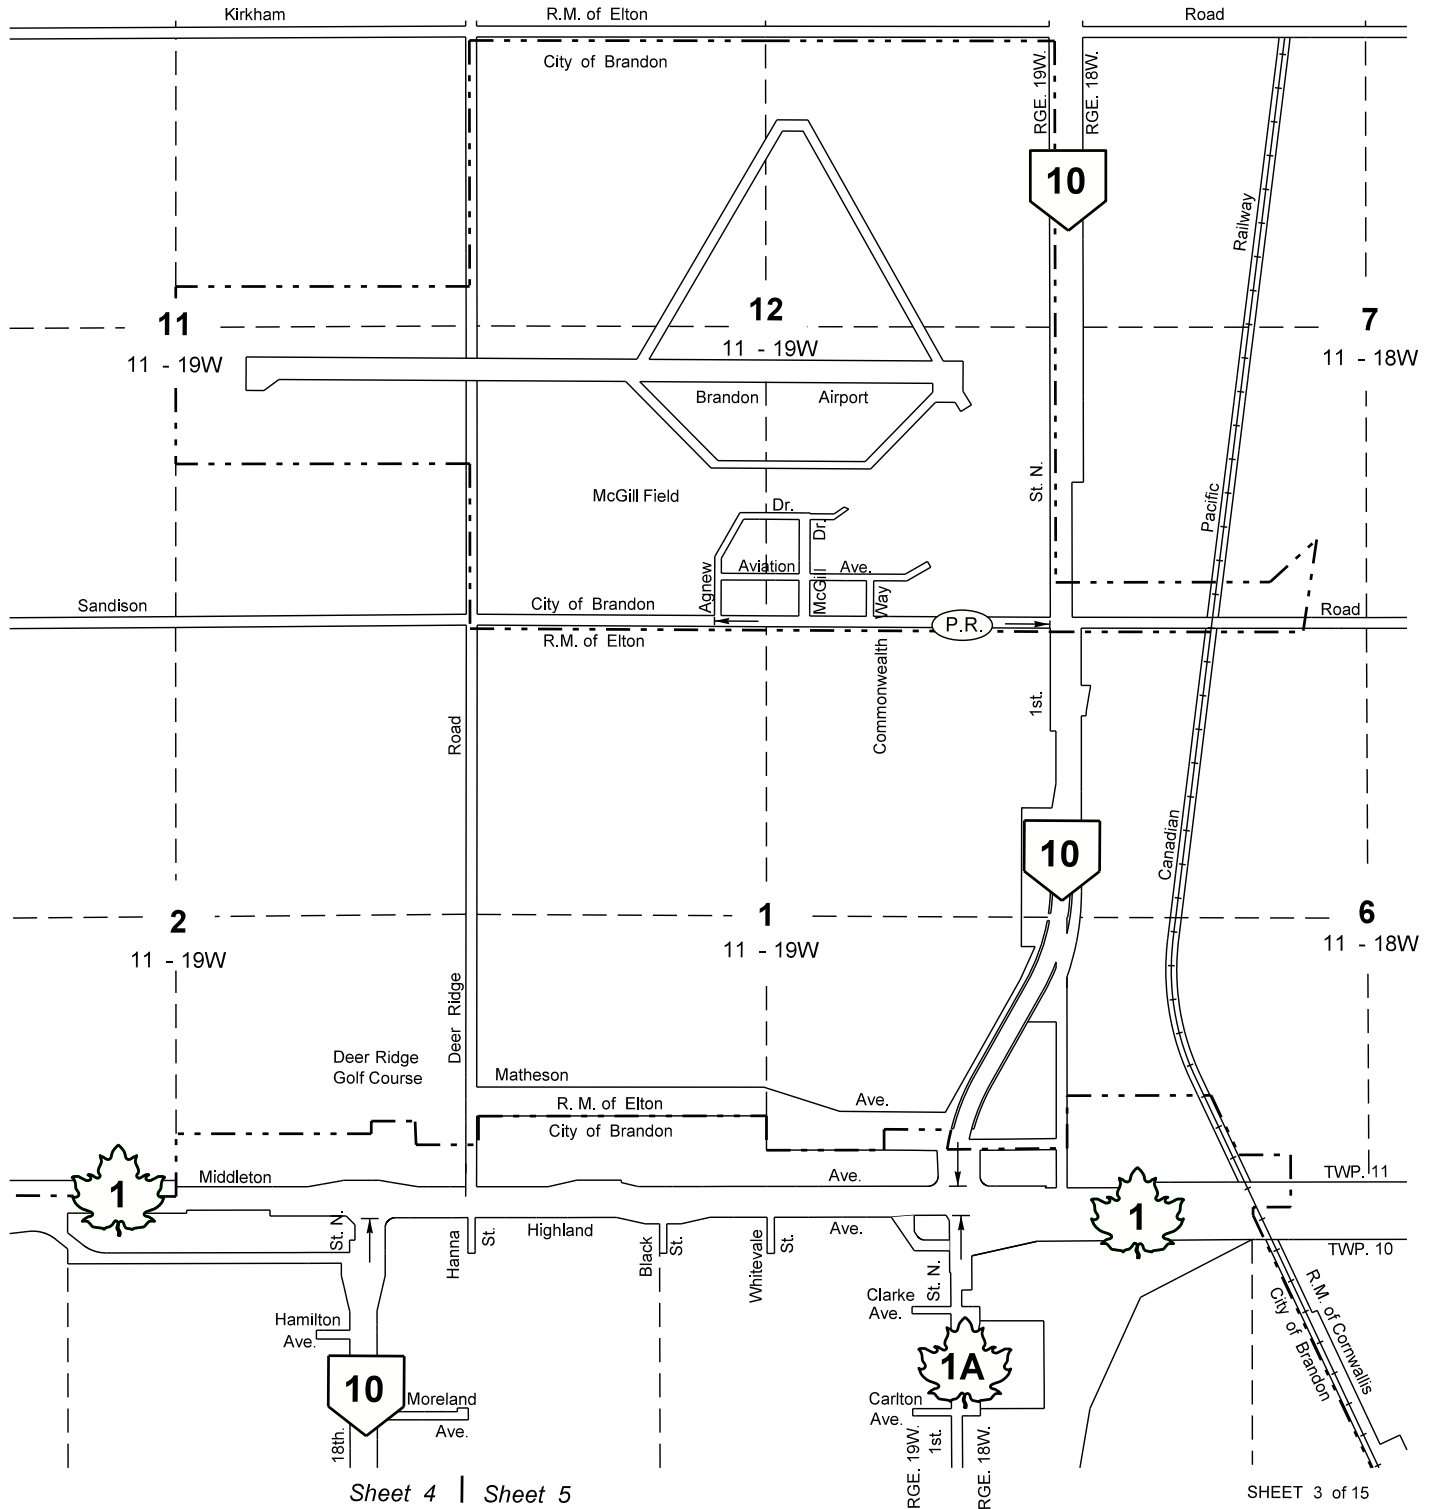 Kirkham
R.M. of Elton
Road
City of Brandon
RGE. 19W.
RGE. 18W.
10
Railway
11
11 - 19W
12
11 - 19W
7
11 - 18W
Brandon Airport
McGill Field
St. N.
Pacific
Dr.
Dr.
Aviation Ave.
Agnew
McGill
Way
Sandison
City of Brandon
Road
P.R.
R.M. of Elton
Commonwealth
1st.
Road
10
Canadian
2
11 - 19W
1
11 - 19W
6
11 - 18W
Deer Ridge
Deer Ridge
Golf Course
Matheson
Ave.
R. M. of Elton
City of Brandon
Middleton
Ave.
TWP. 11
1
1
St. N.
Hanna
St.
Highland
Black
St.
Whitevale
St.
Ave.
TWP. 10
St. N.
Clarke
Ave.
R.M. of Cornwallis
City of Brandon
Hamilton
Ave.
10
1A
Moreland
Ave.
Carlton
Ave.
18th.
RGE. 19W.
1st.
RGE. 18W.
Sheet 4 | Sheet 5
SHEET 3 of 15